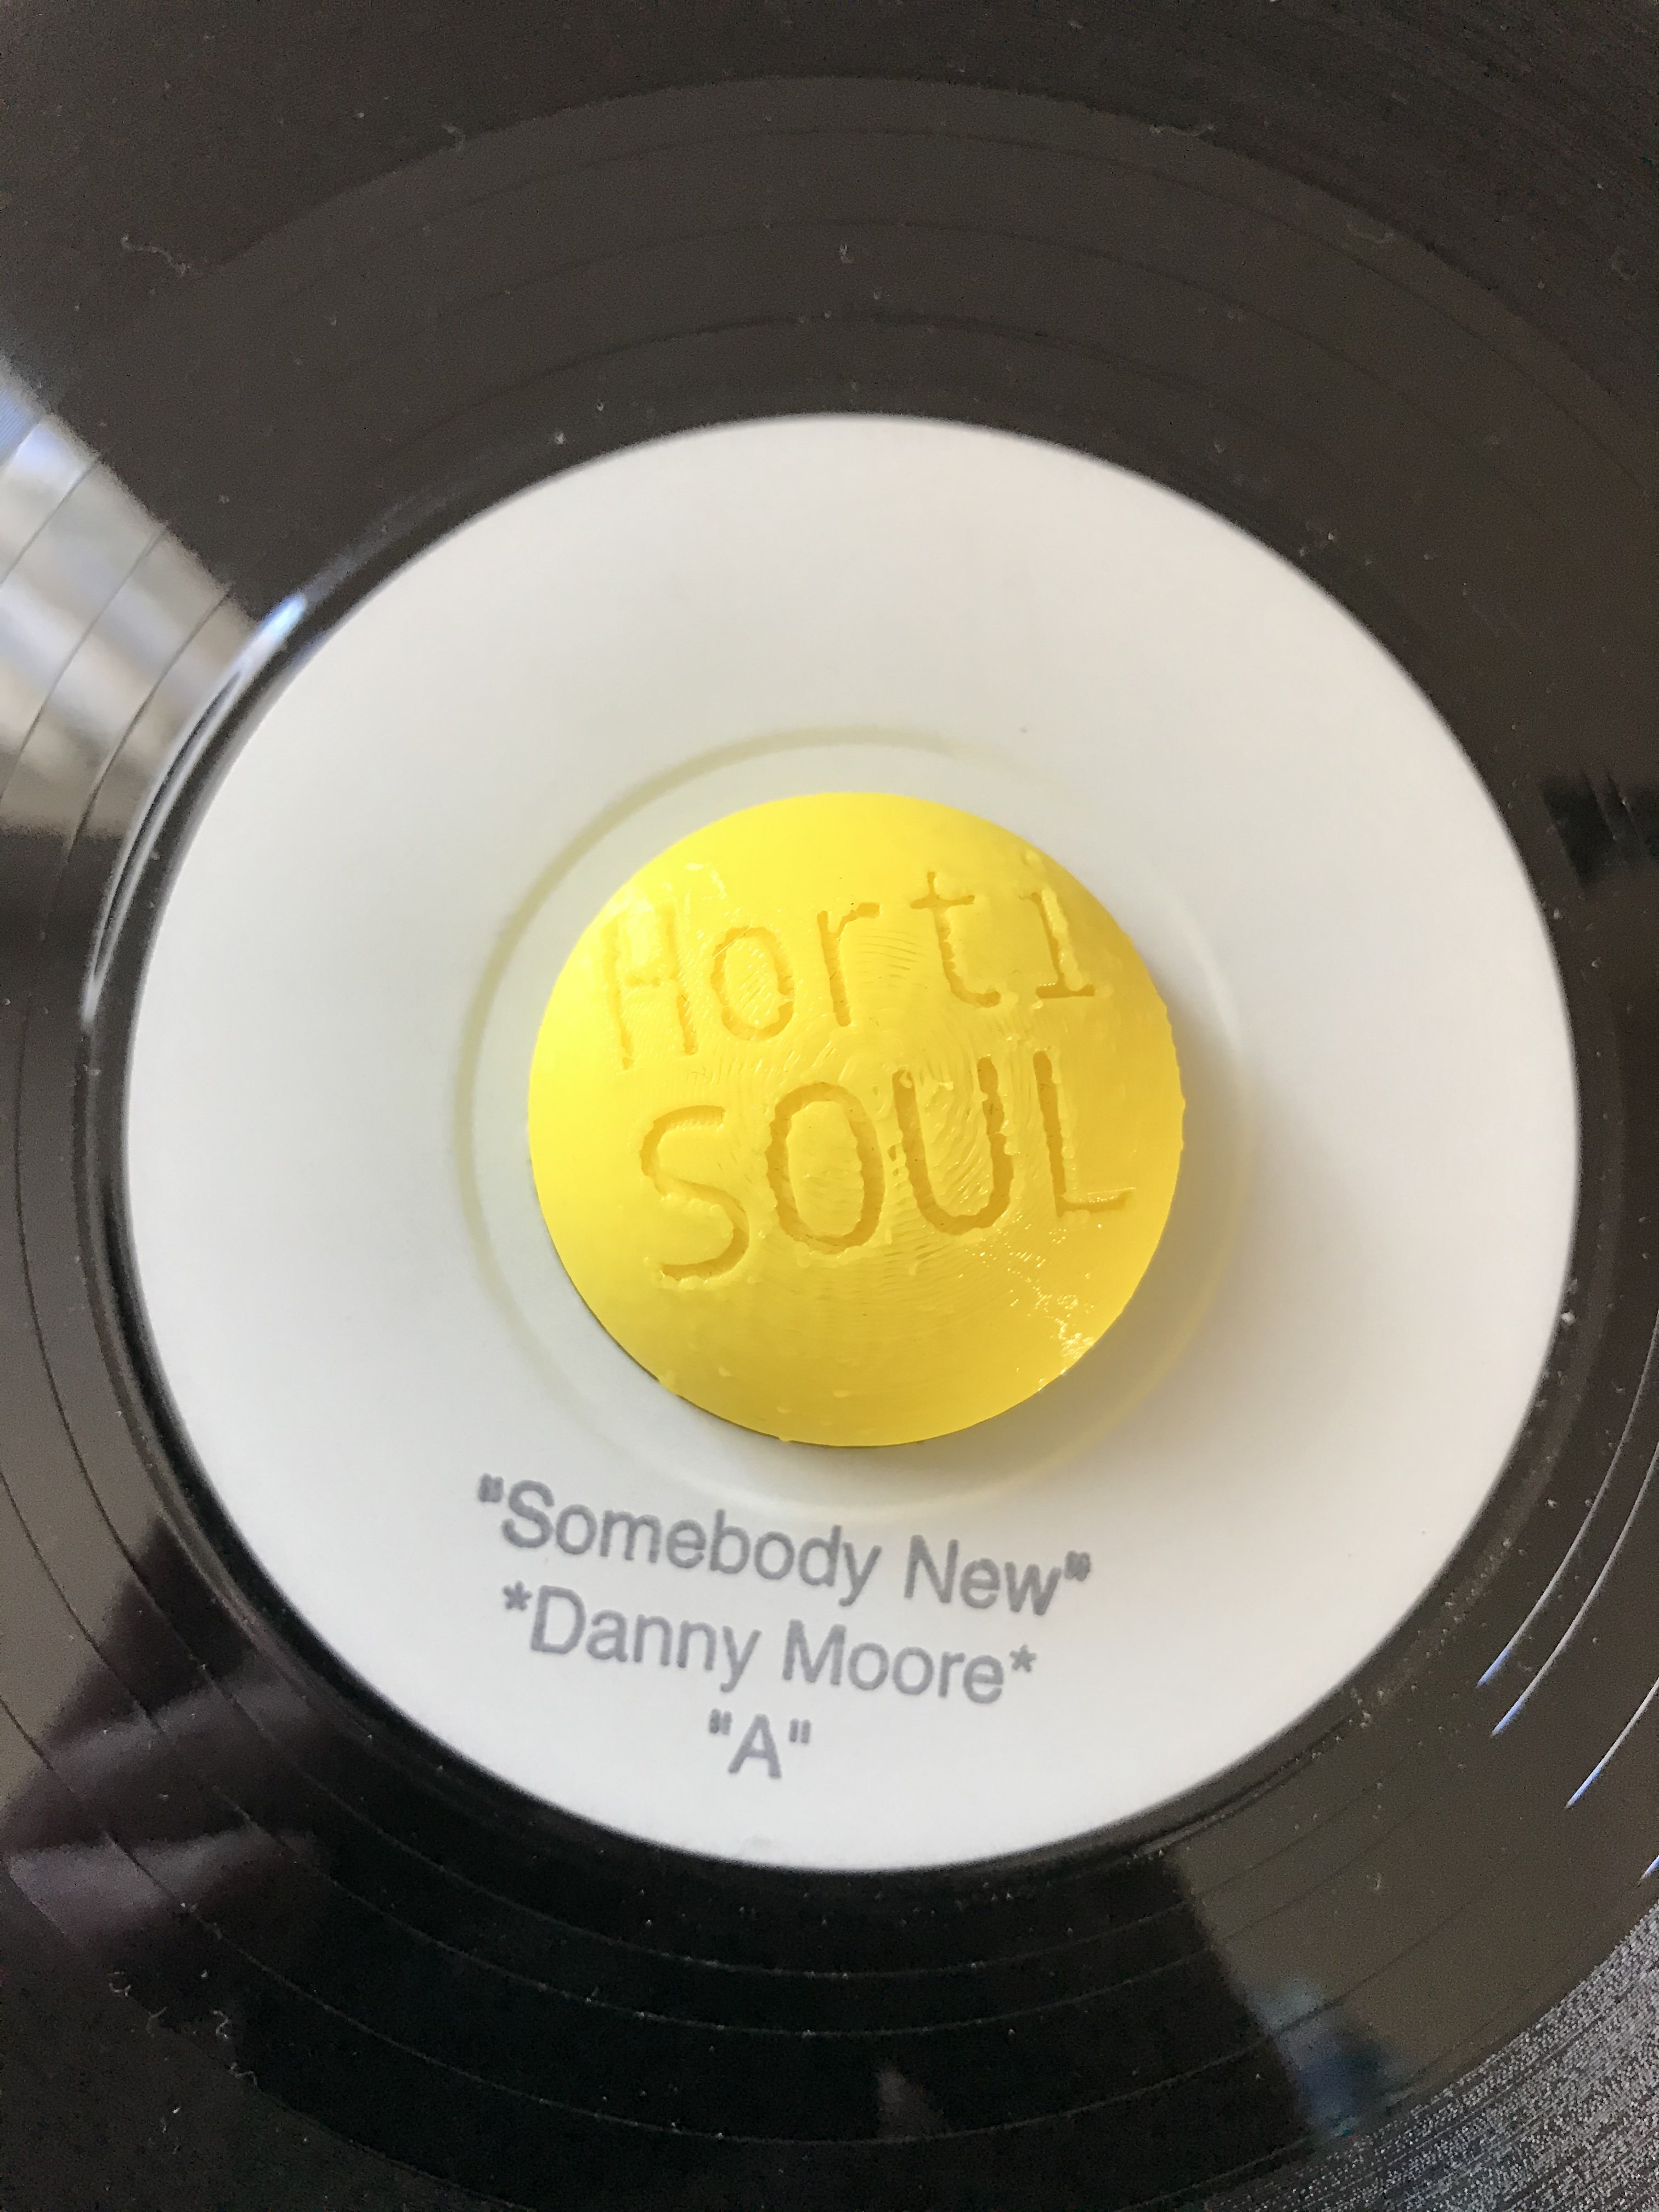 Horti
SOUL
"Somebody New"
*Danny Moore*
"A"